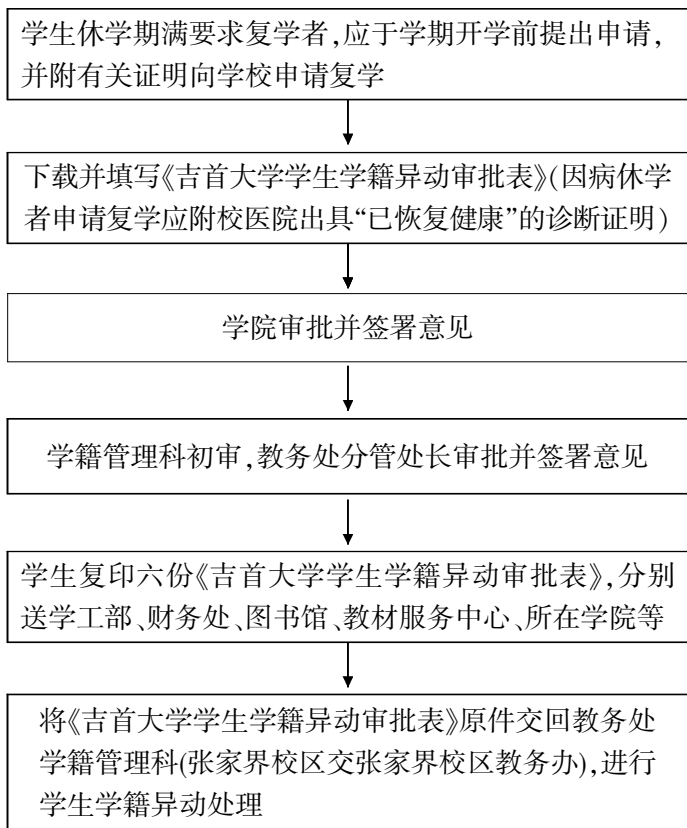 学生休学期满要求复学者,应于学期开学前提出申请,
并附有关证明向学校申请复学
下载并填写《吉首大学学生学籍异动审批表》(因病休学
者申请复学应附校医院出具“已恢复健康”的诊断证明)
学院审批并签署意见
学籍管理科初审,教务处分管处长审批并签署意见
学生复印六份《吉首大学学生学籍异动审批表》,分别
送学工部、财务处、图书馆、教材服务中心、所在学院等
将《吉首大学学生学籍异动审批表》原件交回教务处
学籍管理科(张家界校区交张家界校区教务办),进行
学生学籍异动处理